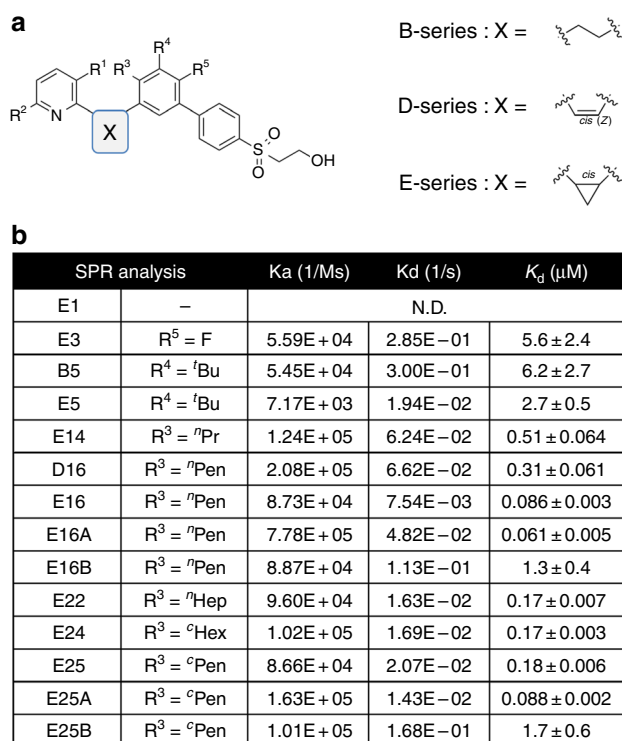 a
B-series : X =
D-series : X =
cis (Z)
E-series : X =
cis
R¹
R²
N
X
R³
R⁴
R⁵
S
O
O
OH
b
SPR analysis Ka (1/Ms) Kd (1/s) Kd (μM)
E1 – N.D.
E3 R⁵ = F 5.59E+04 2.85E−01 5.6±2.4
B5 R⁴ = ᵗBu 5.45E+04 3.00E−01 6.2±2.7
E5 R⁴ = ᵗBu 7.17E+03 1.94E−02 2.7±0.5
E14 R³ = ⁿPr 1.24E+05 6.24E−02 0.51±0.064
D16 R³ = ⁿPen 2.08E+05 6.62E−02 0.31±0.061
E16 R³ = ⁿPen 8.73E+04 7.54E−03 0.086±0.003
E16A R³ = ⁿPen 7.78E+05 4.82E−02 0.061±0.005
E16B R³ = ⁿPen 8.87E+04 1.13E−01 1.3±0.4
E22 R³ = ⁿHep 9.60E+04 1.63E−02 0.17±0.007
E24 R³ = ᶜHex 1.02E+05 1.69E−02 0.17±0.003
E25 R³ = ᶜPen 8.66E+04 2.07E−02 0.18±0.006
E25A R³ = ᶜPen 1.63E+05 1.43E−02 0.088±0.002
E25B R³ = ᶜPen 1.01E+05 1.68E−01 1.7±0.6